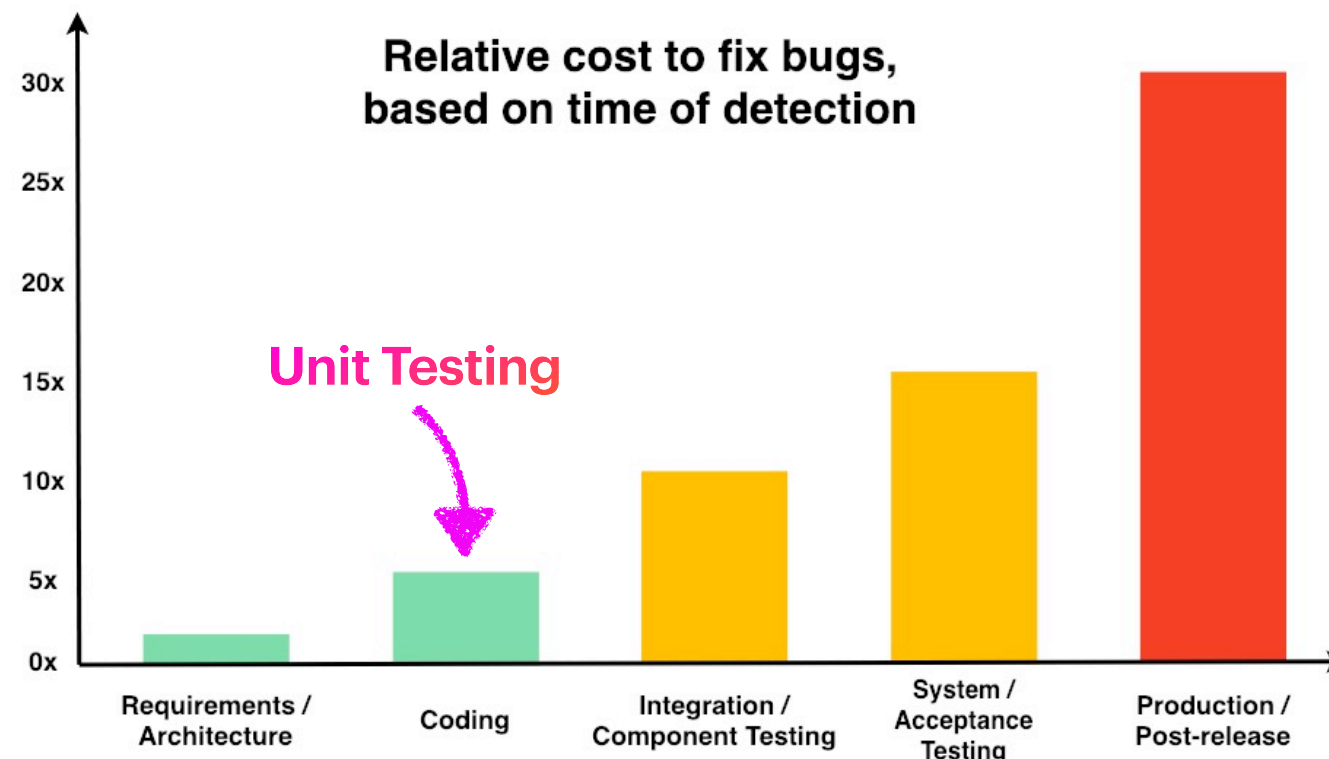 Relative cost to fix bugs,
based on time of detection
30x
25x
20x
15x
10x
5x
0x
Unit Testing
Requirements /
Architecture
Coding
Integration /
Component Testing
System /
Acceptance
Testing
Production /
Post-release